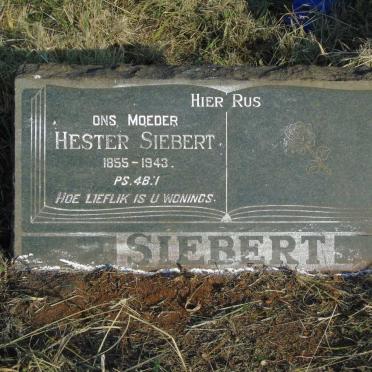 Hier Rus
ONS MOEDER
HESTER SIEBERT
1855-1943.
PS. 48:1
HOE LIEFLIK IS U WONINGS.
SIEBERT